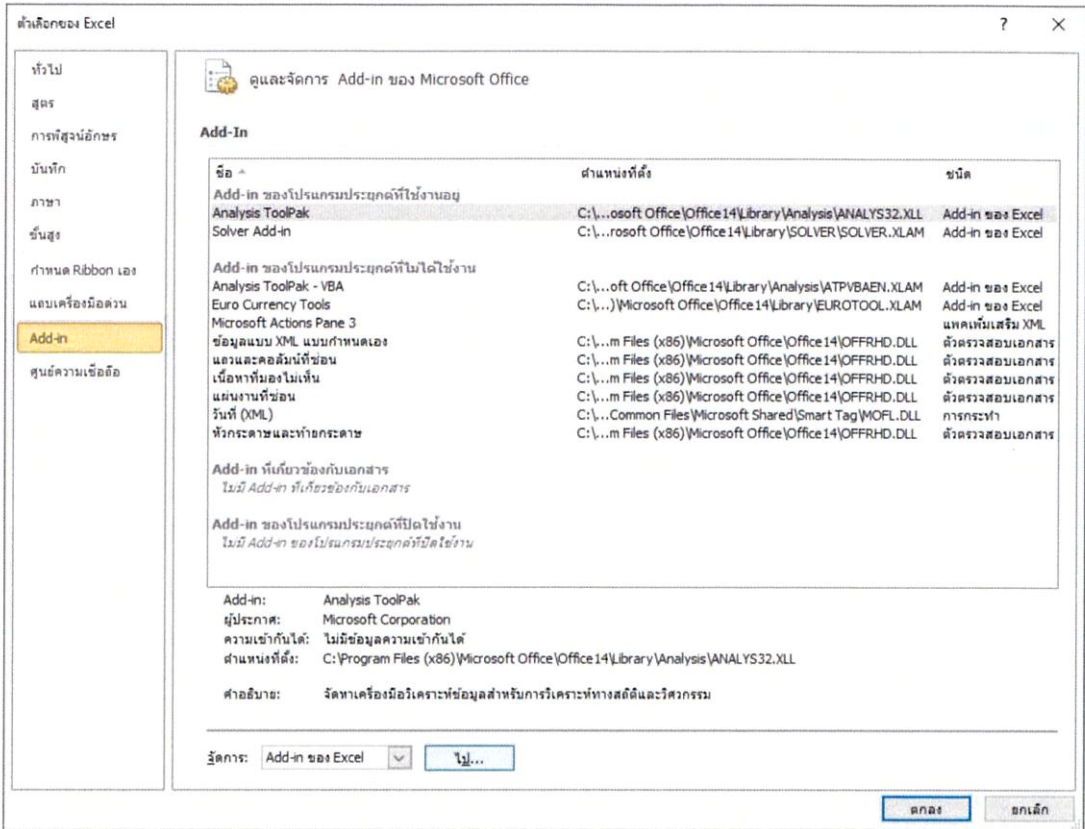 ตัวเลือกของ Excel
?
ทั่วไป
สูตร
การพิสูจน์อักษร
บันทึก
ภาษา
ขั้นสูง
กำหนด Ribbon เอง
แถบเครื่องมือด่วน
Add-in
ศูนย์ความเชื่อถือ
ดูและจัดการ Add-in ของ Microsoft Office
Add-In
ชื่อ ตำแหน่งที่ตั้ง ชนิด
Add-in ของโปรแกรมประยุกต์ที่ใช้งานอยู่
Analysis ToolPak C:\...osoft Office\Office14\Library\Analysis\ANALYS32.XLL Add-in ของ Excel
Solver Add-in C:\...rosoft Office\Office14\Library\SOLVER\SOLVER.XLAM Add-in ของ Excel
Add-in ของโปรแกรมประยุกต์ที่ไม่ได้ใช้งาน
Analysis ToolPak - VBA C:\...oft Office\Office14\Library\Analysis\ATPVBAEN.XLAM Add-in ของ Excel
Euro Currency Tools C:\...)\Microsoft Office\Office14\Library\EUROTOOL.XLAM Add-in ของ Excel
Microsoft Actions Pane 3 แพคเพิ่มเสริม XML
ข้อมูลแบบ XML แบบกำหนดเอง C:\...m Files (x86)\Microsoft Office\Office14\OFFRHD.DLL ตัวตรวจสอบเอกสาร
แถวและคอลัมน์ที่ซ่อน C:\...m Files (x86)\Microsoft Office\Office14\OFFRHD.DLL ตัวตรวจสอบเอกสาร
เนื้อหาที่มองไม่เห็น C:\...m Files (x86)\Microsoft Office\Office14\OFFRHD.DLL ตัวตรวจสอบเอกสาร
แผ่นงานที่ซ่อน C:\...m Files (x86)\Microsoft Office\Office14\OFFRHD.DLL ตัวตรวจสอบเอกสาร
วันที่ (XML) C:\...Common Files\Microsoft Shared\Smart Tag\MOFL.DLL การกระทำ
หัวกระดาษและท้ายกระดาษ C:\...m Files (x86)\Microsoft Office\Office14\OFFRHD.DLL ตัวตรวจสอบเอกสาร
Add-in ที่เกี่ยวข้องกับเอกสาร
ไม่มี Add-in ที่เกี่ยวข้องกับเอกสาร
Add-in ของโปรแกรมประยุกต์ที่ปิดใช้งาน
ไม่มี Add-in ของโปรแกรมประยุกต์ที่ปิดใช้งาน
Add-in: Analysis ToolPak
ผู้ประกาศ: Microsoft Corporation
ความเข้ากันได้: ไม่มีข้อมูลความเข้ากันได้
ตำแหน่งที่ตั้ง: C:\Program Files (x86)\Microsoft Office\Office14\Library\Analysis\ANALYS32.XLL
คำอธิบาย: จัดหาเครื่องมือวิเคราะห์ข้อมูลสำหรับการวิเคราะห์ทางสถิติและวิศวกรรม
จัดการ: Add-in ของ Excel ไป...
ตกลง ยกเลิก